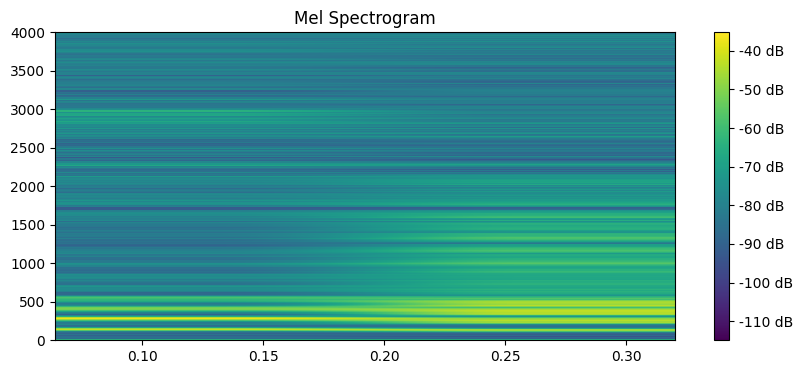 Mel Spectrogram
4000
3500
3000
2500
2000
1500
1000
500
0
0.10 0.15 0.20 0.25 0.30
-40 dB
-50 dB
-60 dB
-70 dB
-80 dB
-90 dB
-100 dB
-110 dB